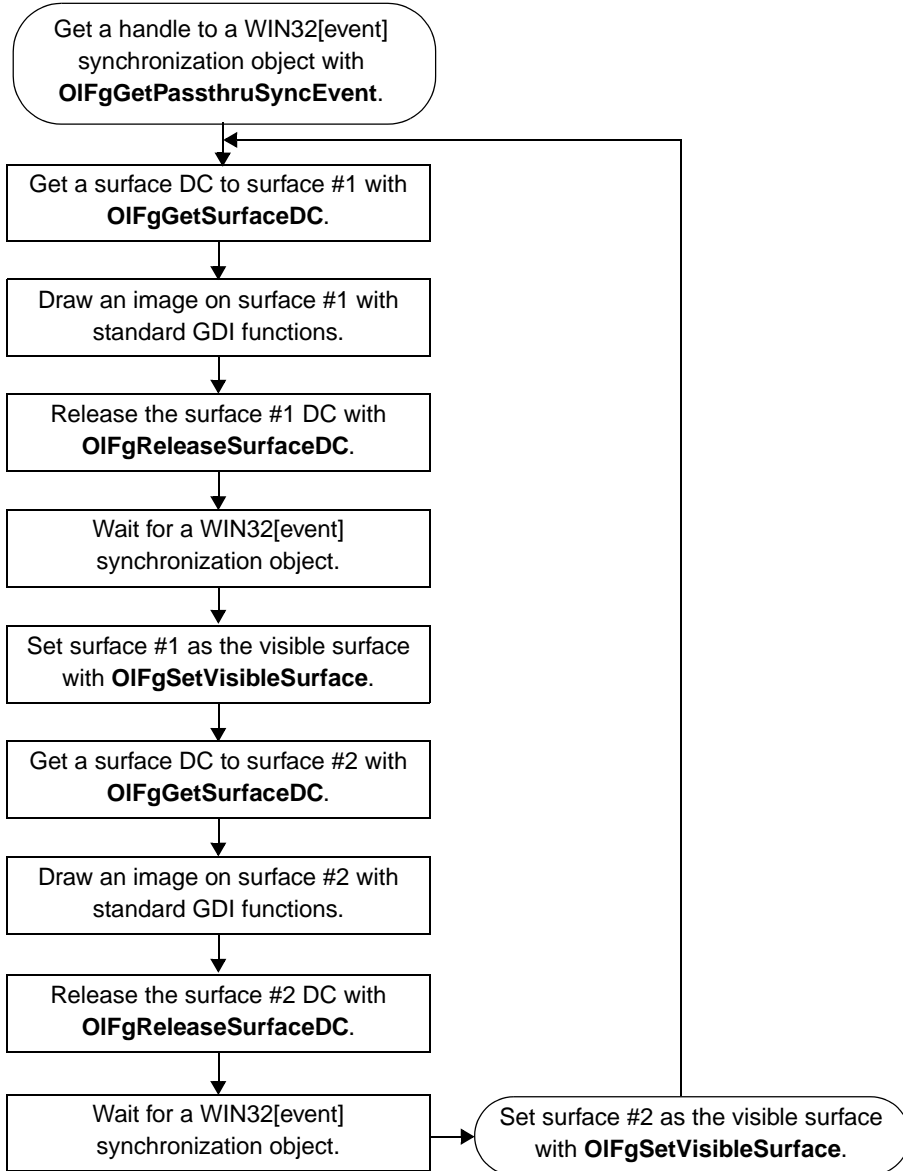 Get a handle to a WIN32[event]
synchronization object with
OlFgGetPassthruSyncEvent.
Get a surface DC to surface #1 with
OlFgGetSurfaceDC.
Draw an image on surface #1 with
standard GDI functions.
Release the surface #1 DC with
OlFgReleaseSurfaceDC.
Wait for a WIN32[event]
synchronization object.
Set surface #1 as the visible surface
with OlFgSetVisibleSurface.
Get a surface DC to surface #2 with
OlFgGetSurfaceDC.
Draw an image on surface #2 with
standard GDI functions.
Release the surface #2 DC with
OlFgReleaseSurfaceDC.
Wait for a WIN32[event]
synchronization object.
Set surface #2 as the visible surface
with OlFgSetVisibleSurface.